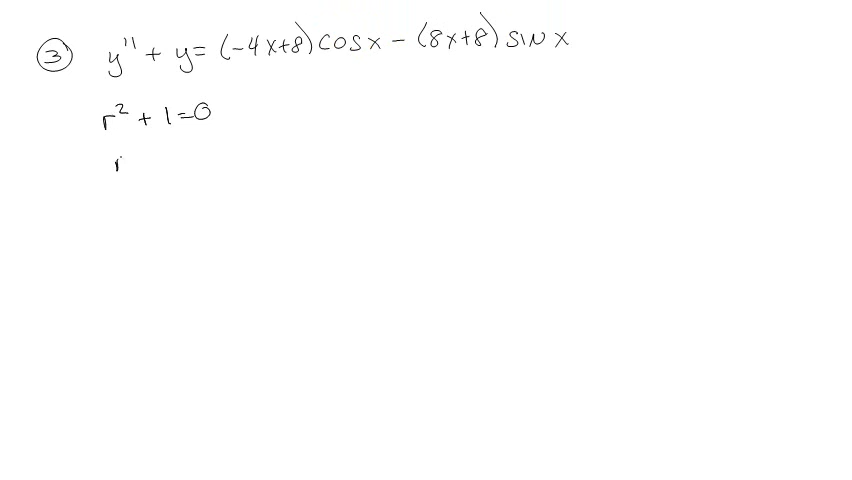 ③ y'' + y = (-4x+8) cos x - (8x+8) sin x
r² + 1 = 0
r